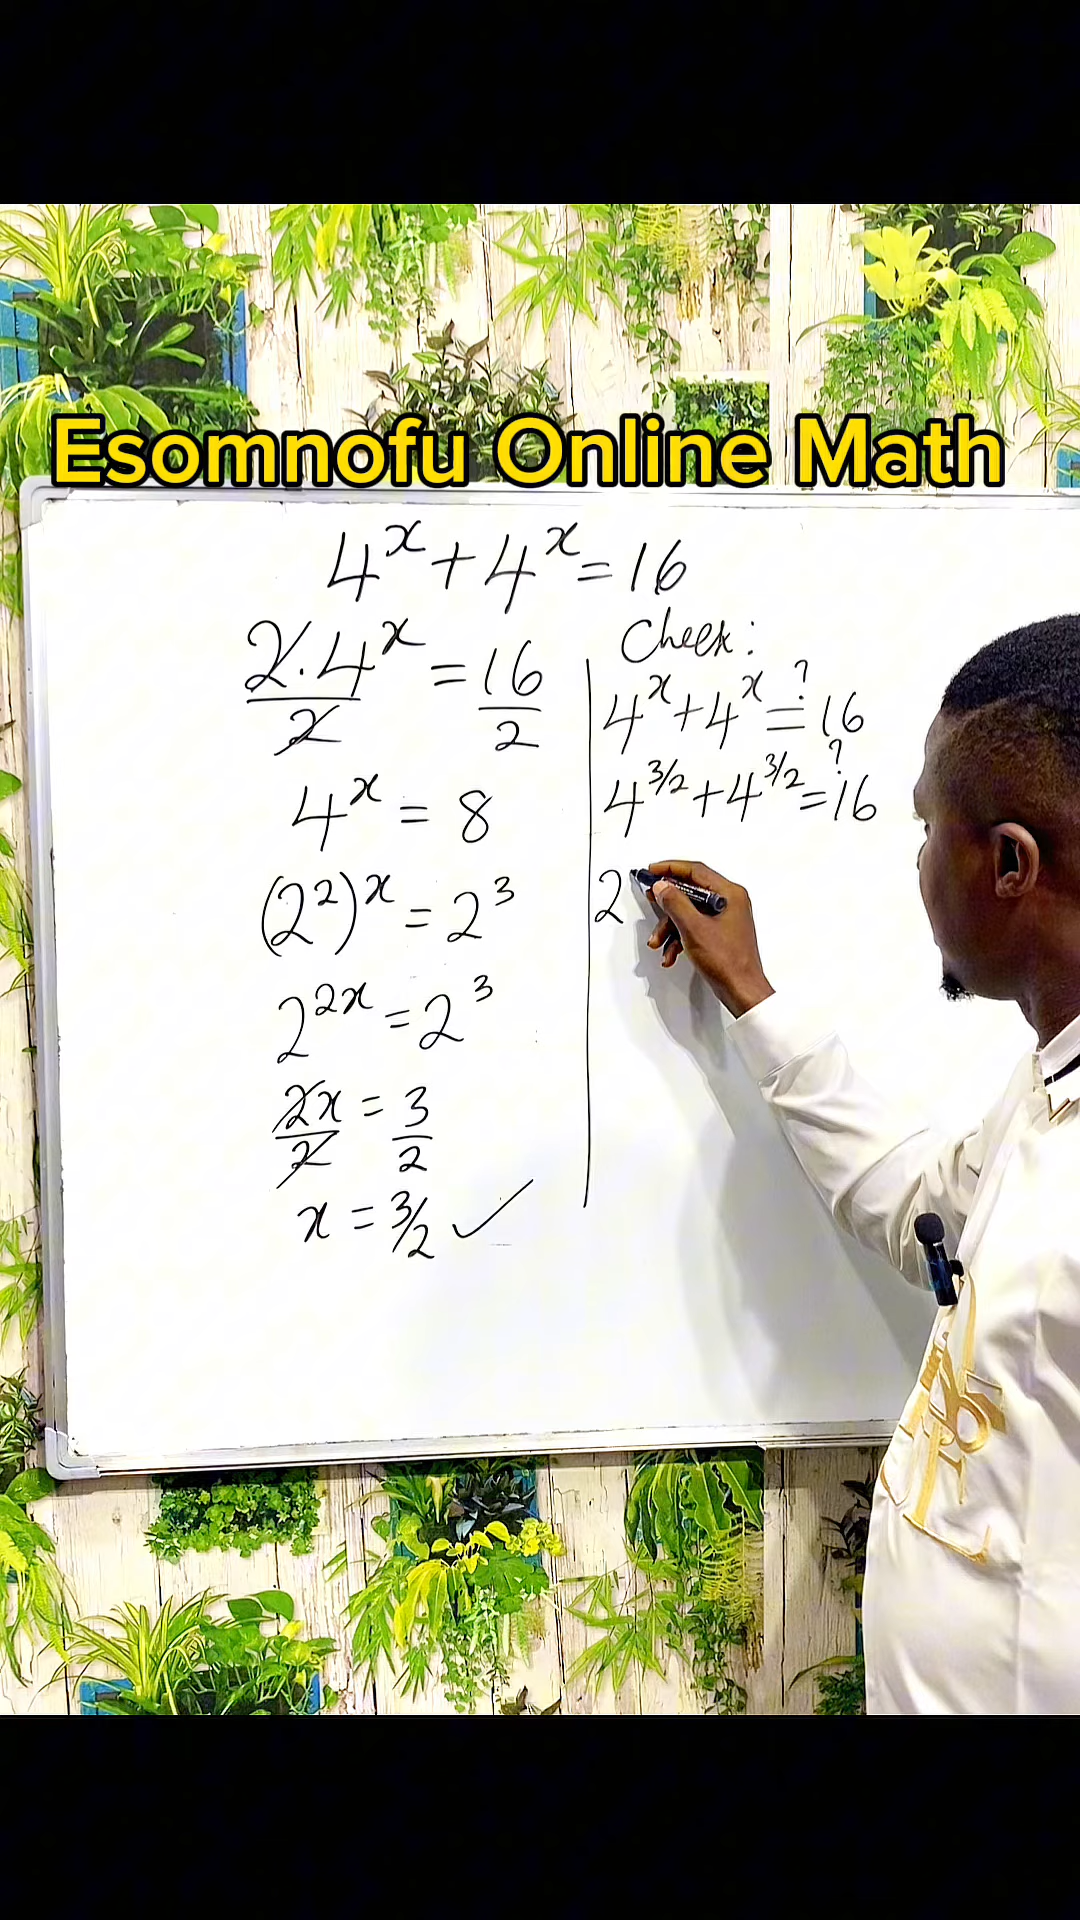 Esomnofu Online Math
4^x + 4^x = 16
2·4^x/2 = 16/2
4^x = 8
(2^2)^x = 2^3
2^{2x} = 2^3
2x/2 = 3/2
x = 3/2 ✓
Check:
4^x + 4^x =? 16
4^{3/2} + 4^{3/2} =? 16
2